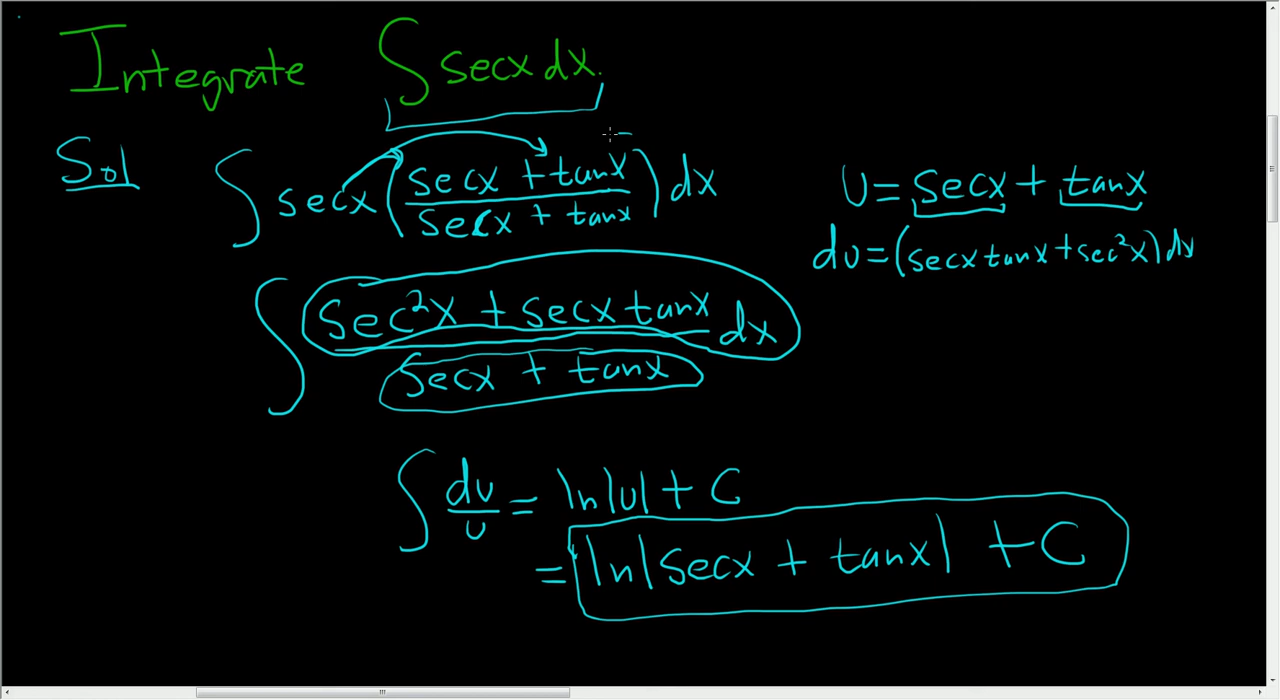 Integrate ∫ secx dx.
Sol ∫ secx (secx + tanx / secx + tanx) dx
U = secx + tanx
du = (secx tanx + sec²x) dx
∫ sec²x + secx tanx / secx + tanx dx
∫ du/u = ln|u| + C
= ln|secx + tanx| + C